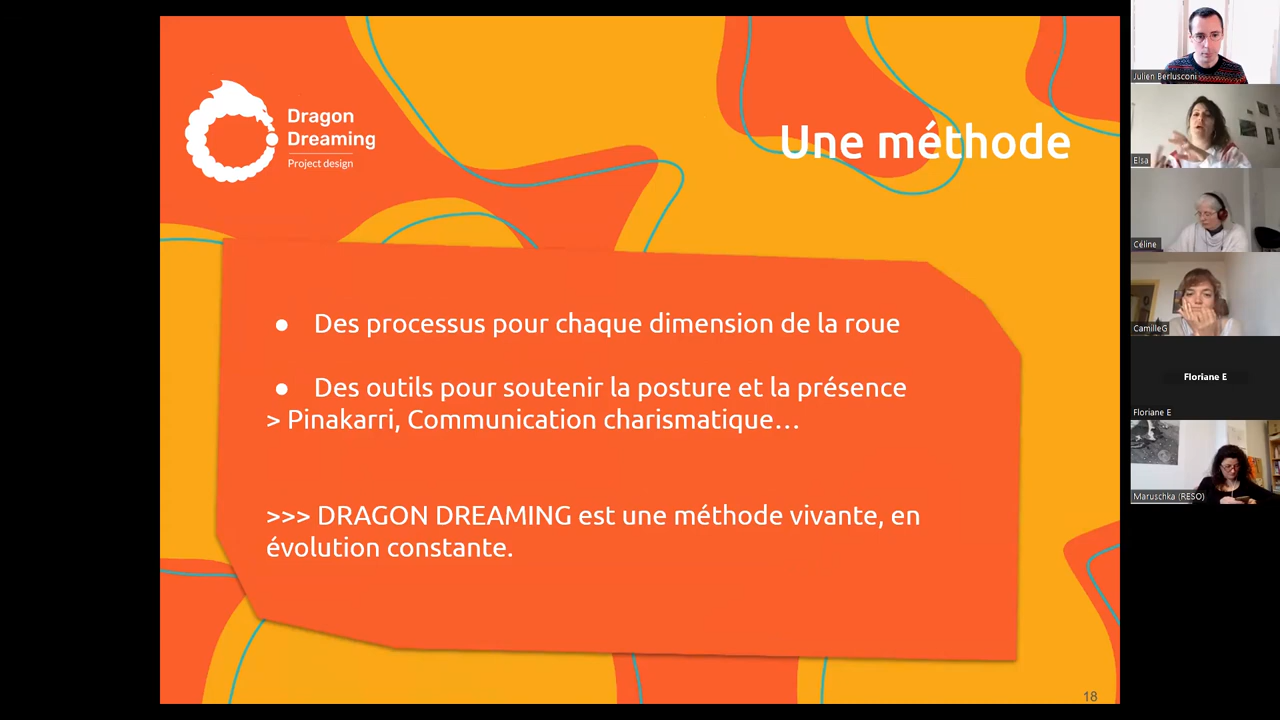 Dragon
Dreaming
Project design
Une méthode
● Des processus pour chaque dimension de la roue
● Des outils pour soutenir la posture et la présence
> Pinakarri, Communication charismatique…
>>> DRAGON DREAMING est une méthode vivante, en
évolution constante.
18
Julien Berlusconi
Elsa
Céline
CamilleG
Floriane E
Floriane E
Maruschka (RESO)